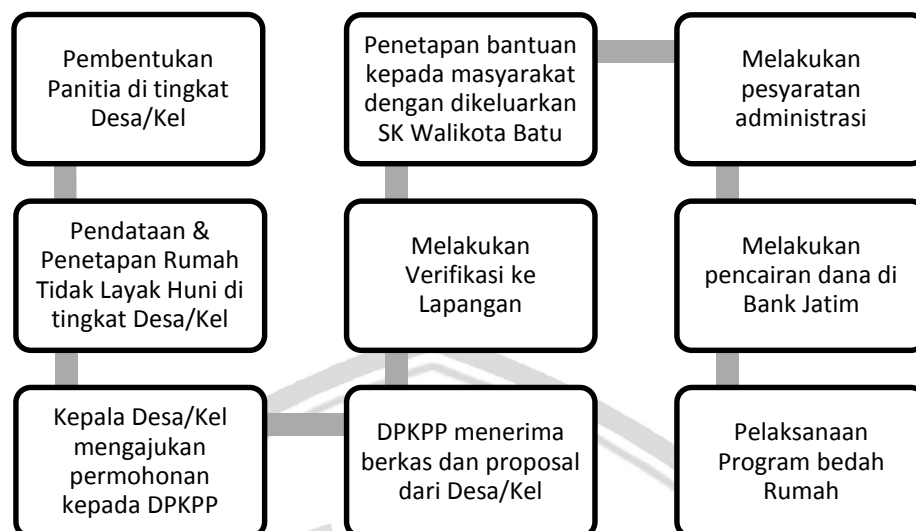 Pembentukan
Panitia di tingkat
Desa/Kel
Pendataan &
Penetapan Rumah
Tidak Layak Huni di
tingkat Desa/Kel
Kepala Desa/Kel
mengajukan
permohonan
kepada DPKPP
DPKPP menerima
berkas dan proposal
dari Desa/Kel
Melakukan
Verifikasi ke
Lapangan
Penetapan bantuan
kepada masyarakat
dengan dikeluarkan
SK Walikota Batu
Melakukan
pesyaratan
administrasi
Melakukan
pencairan dana di
Bank Jatim
Pelaksanaan
Program bedah
Rumah